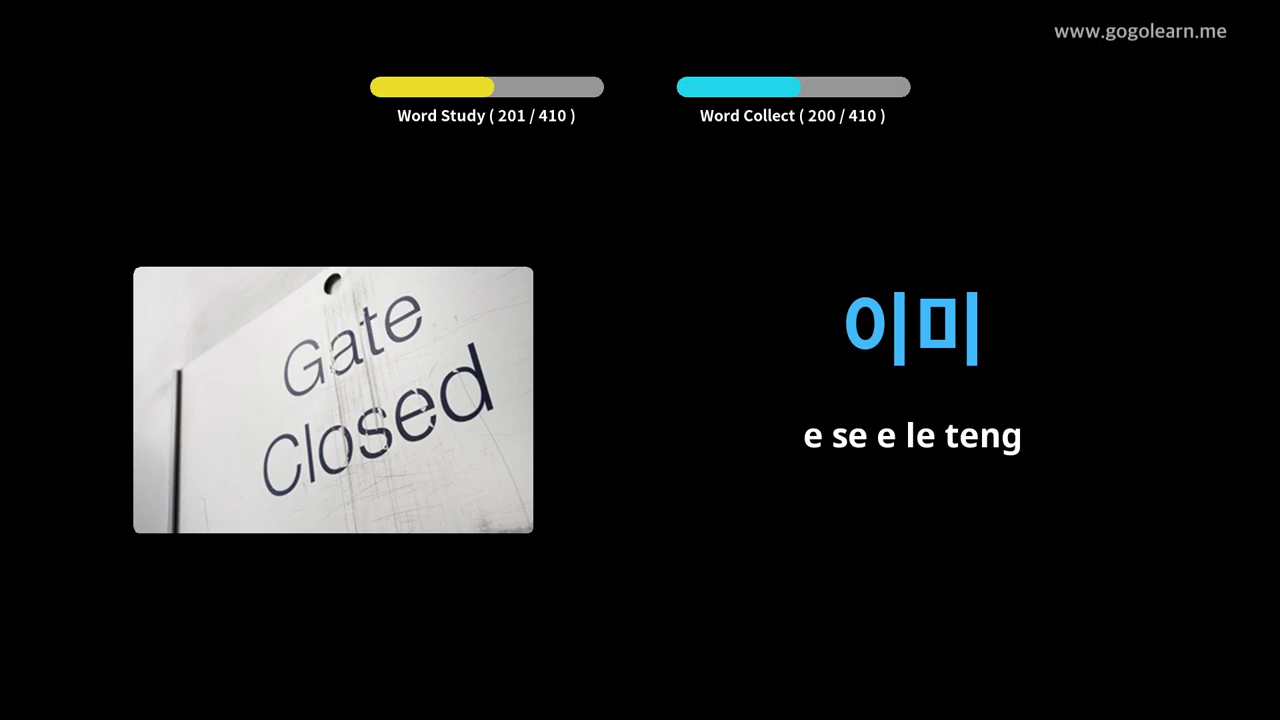 www.gogolearn.me
Word Study ( 201 / 410 )
Word Collect ( 200 / 410 )
Gate
Closed
이미
e se e le teng